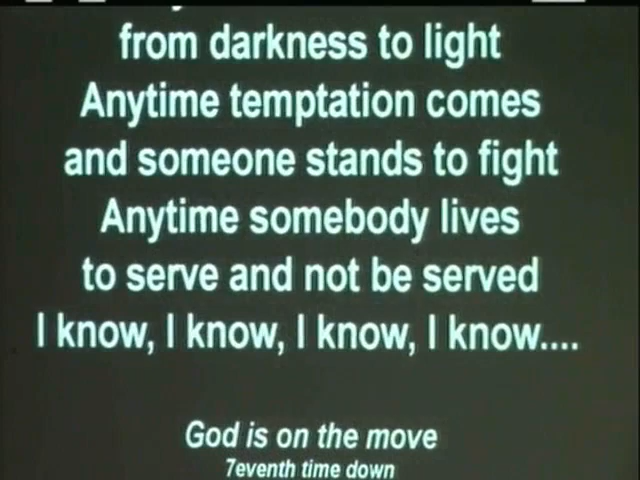 from darkness to light
Anytime temptation comes
and someone stands to fight
Anytime somebody lives
to serve and not be served
I know, I know, I know, I know....
God is on the move
7eventh time down